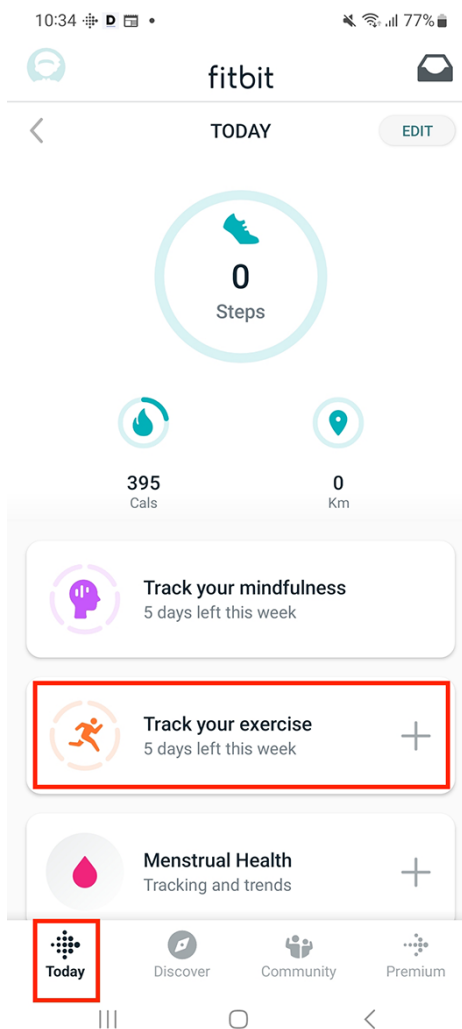 10:34 D 77%
fitbit
TODAY EDIT
0
Steps
395 0
Cals Km
Track your mindfulness
5 days left this week
Track your exercise
5 days left this week
Menstrual Health
Tracking and trends
Today Discover Community Premium